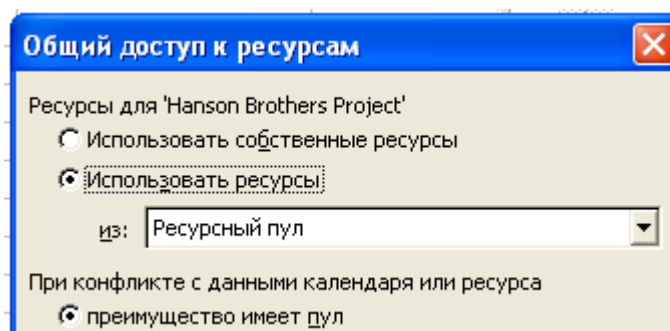 Общий доступ к ресурсам
Ресурсы для 'Hanson Brothers Project'
Использовать собственные ресурсы
Использовать ресурсы
из: Ресурсный пул
При конфликте с данными календаря или ресурса
преимущество имеет пул